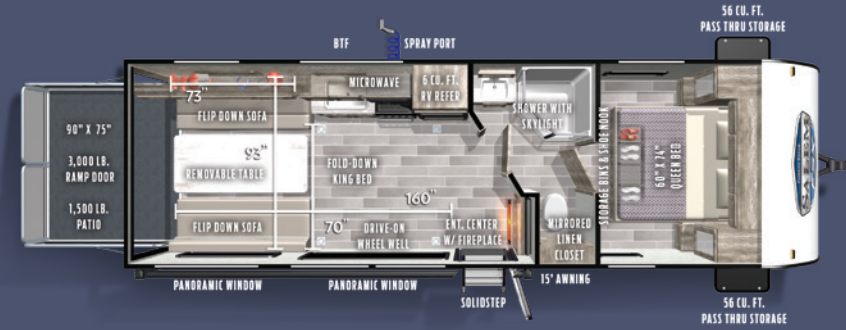 56 CU. FT.
PASS THRU STORAGE
BTF
SPRAY PORT
MICROWAVE
6 CU. FT.
RV REFER
73"
FLIP DOWN SOFA
SHOWER WITH
SKYLIGHT
90" X 75"
3,000 LB.
RAMP DOOR
1,500 LB.
PATIO
93"
REMOVABLE TABLE
FOLD-DOWN
KING BED
STORAGE BINS & SHOE NOOK
60" X 74"
QUEEN BED
SALEM
160"
FLIP DOWN SOFA
70"
DRIVE-ON
WHEEL WELL
ENT. CENTER
W/ FIREPLACE
MIRRORED
LINEN
CLOSET
PANORAMIC WINDOW
PANORAMIC WINDOW
SOLIDSTEP
15' AWNING
56 CU. FT.
PASS THRU STORAGE